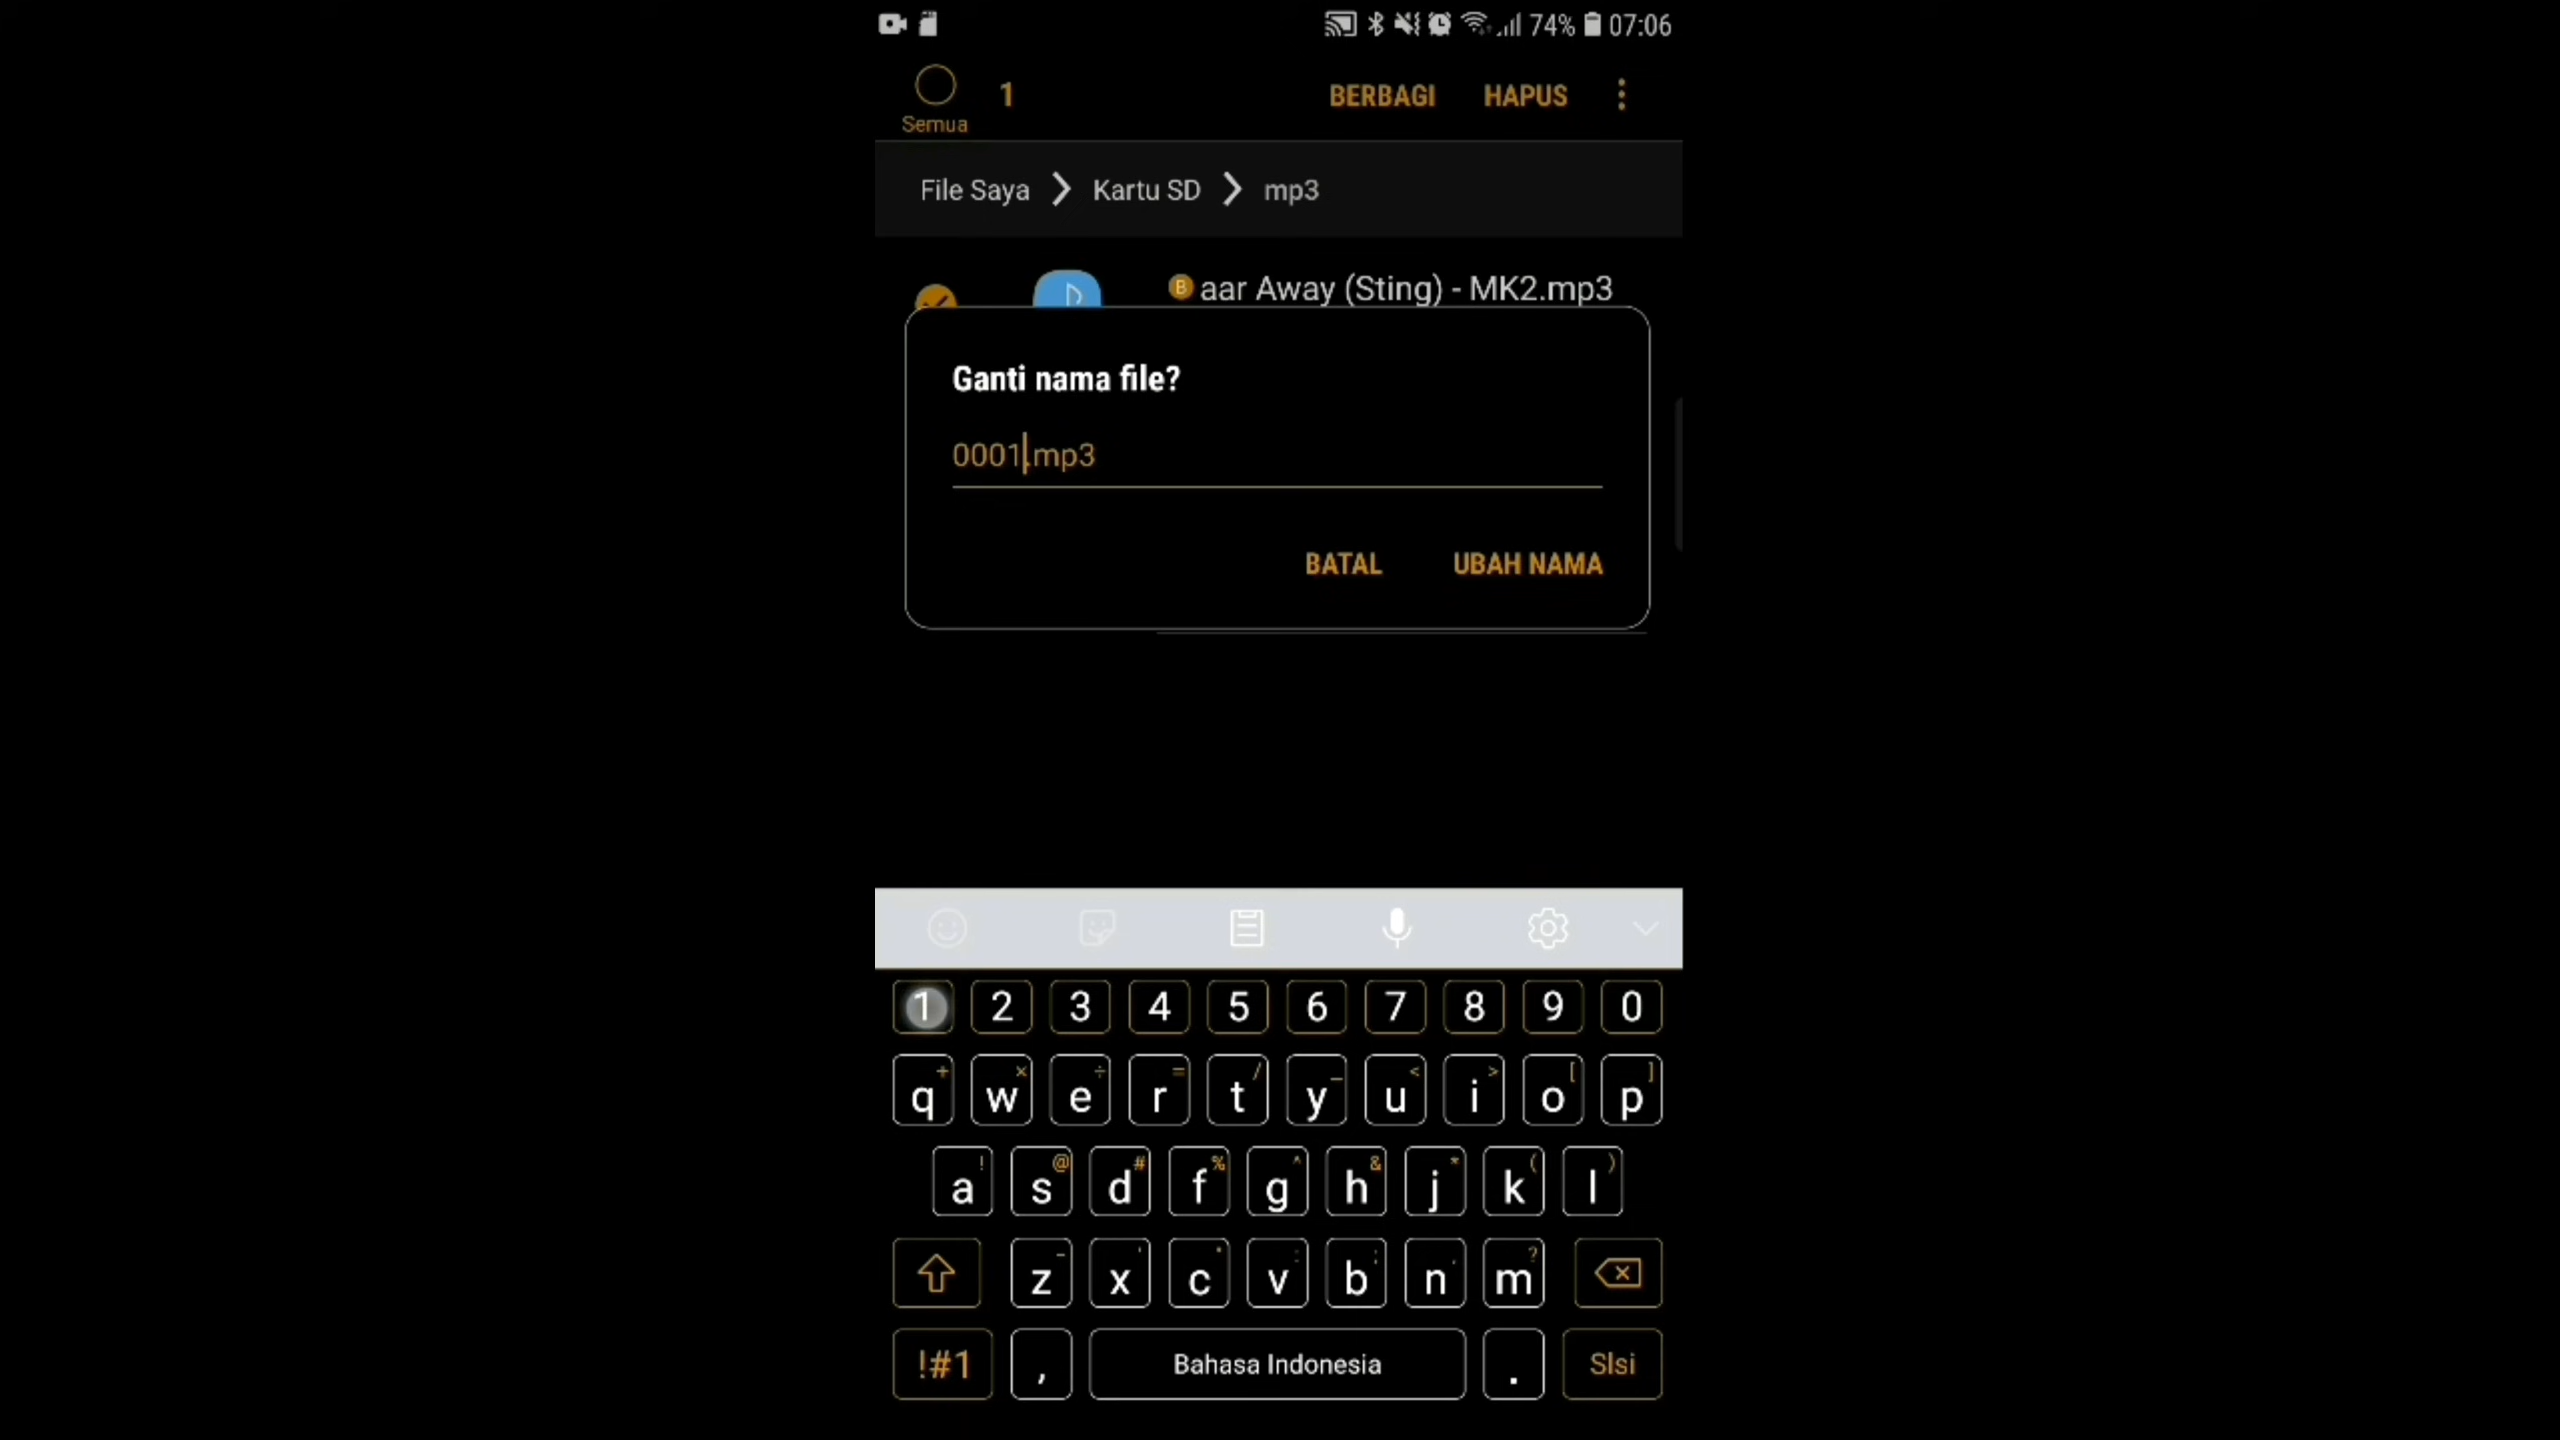 74% 07:06
1 BERBAGI HAPUS
Semua
File Saya Kartu SD mp3
B aar Away (Sting) - MK2.mp3
Ganti nama file?
0001.mp3
BATAL UBAH NAMA
1 2 3 4 5 6 7 8 9 0
+ × ÷ = / _ < > [ ]
q w e r t y u i o p
! @ # % ^ & * ( )
a s d f g h j k l
z x c v b n m ?
!#1 , Bahasa Indonesia . SIsi